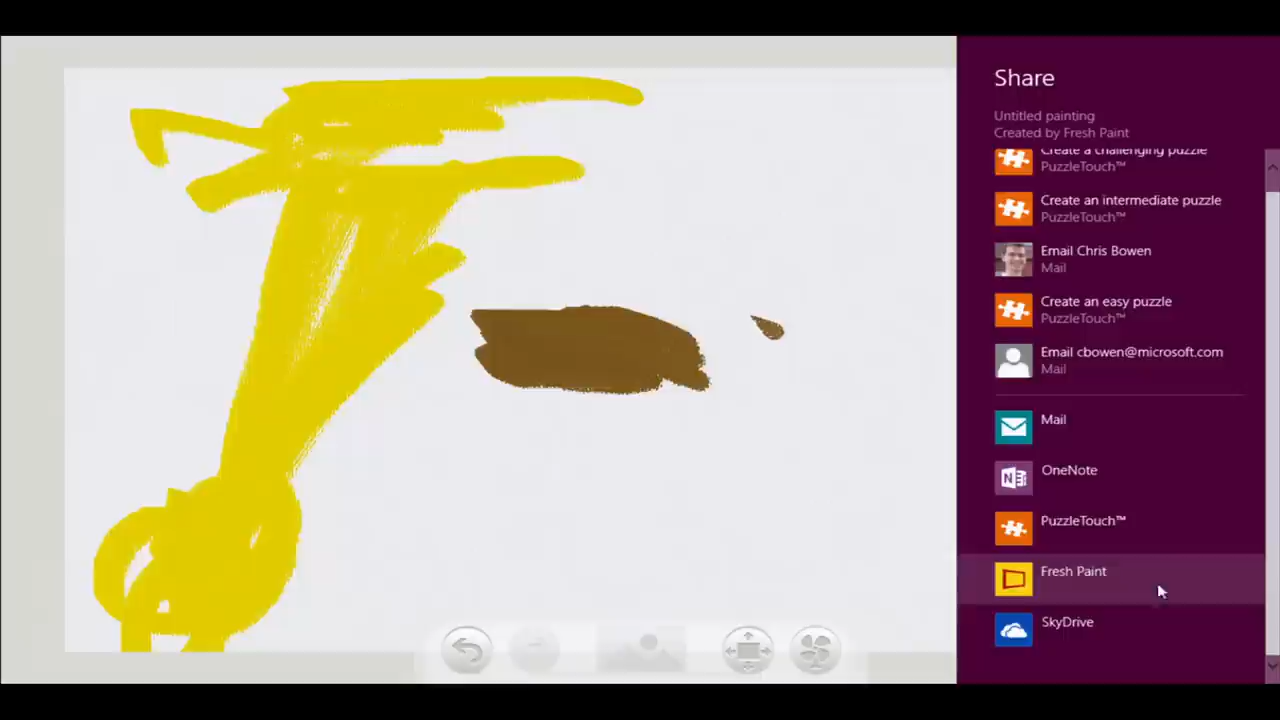 Share
Untitled painting
Created by Fresh Paint
Create a challenging puzzle
PuzzleTouch™
Create an intermediate puzzle
PuzzleTouch™
Email Chris Bowen
Mail
Create an easy puzzle
PuzzleTouch™
Email cbowen@microsoft.com
Mail
Mail
OneNote
PuzzleTouch™
Fresh Paint
SkyDrive